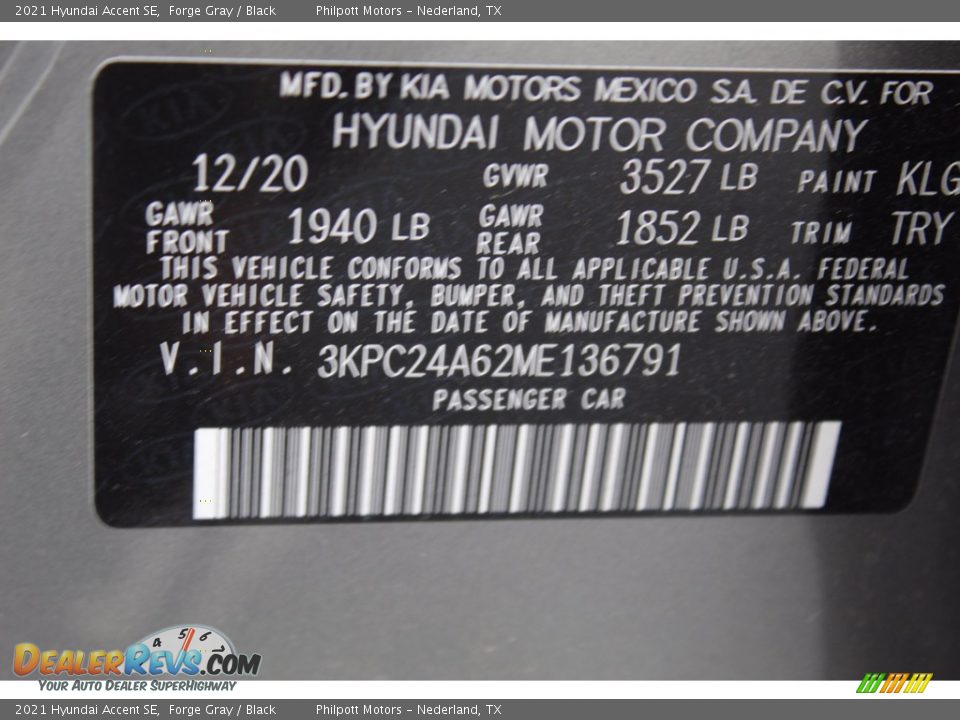 2021 Hyundai Accent SE, Forge Gray / Black Philpott Motors - Nederland, TX
MFD. BY KIA MOTORS MEXICO S.A. DE C.V. FOR
HYUNDAI MOTOR COMPANY
12/20 GVWR 3527 LB PAINT KLG
GAWR FRONT 1940 LB GAWR REAR 1852 LB TRIM TRY
THIS VEHICLE CONFORMS TO ALL APPLICABLE U.S.A. FEDERAL
MOTOR VEHICLE SAFETY, BUMPER, AND THEFT PREVENTION STANDARDS
IN EFFECT ON THE DATE OF MANUFACTURE SHOWN ABOVE.
V.I.N. 3KPC24A62ME136791
PASSENGER CAR
4 5 6 7
DEALERREVS.COM
YOUR AUTO DEALER SUPERHIGHWAY
2021 Hyundai Accent SE, Forge Gray / Black Philpott Motors - Nederland, TX